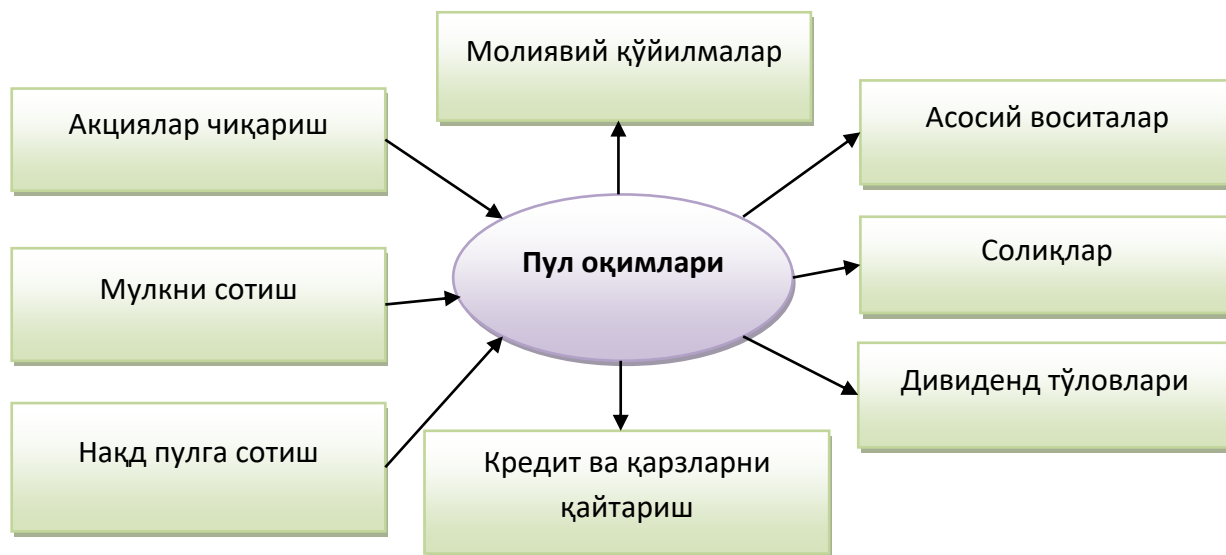 Молиявий қўйилмалар
Акциялар чиқариш
Асосий воситалар
Пул оқимлари
Солиқлар
Мулкни сотиш
Дивиденд тўловлари
Нақд пулга сотиш
Кредит ва қарзларни
қайтариш